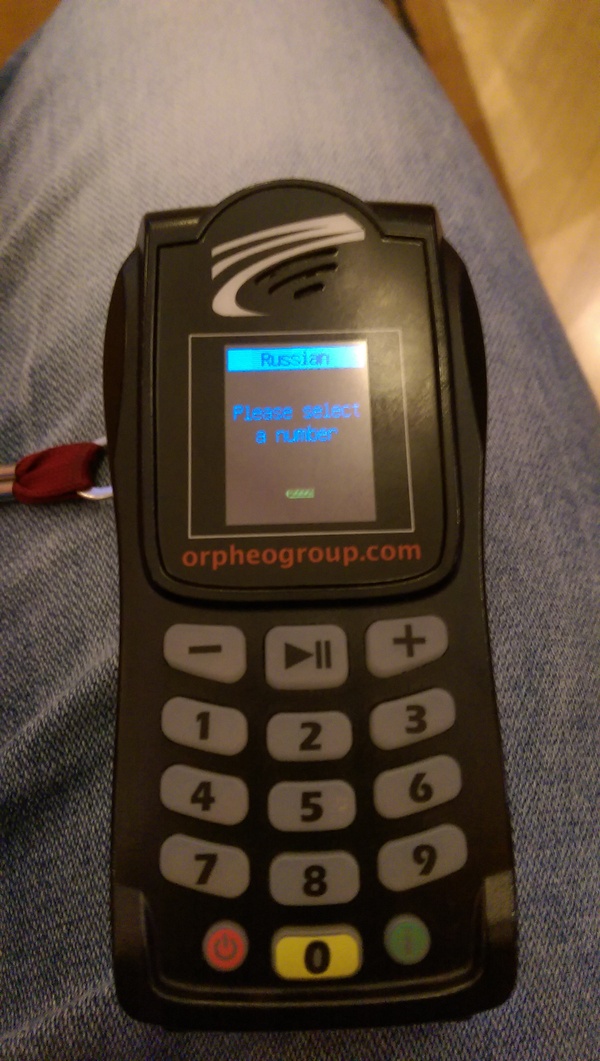 Russian
Please select
a number
orpheogroup.com
- +
1 2 3
4 5 6
7 8 9
0